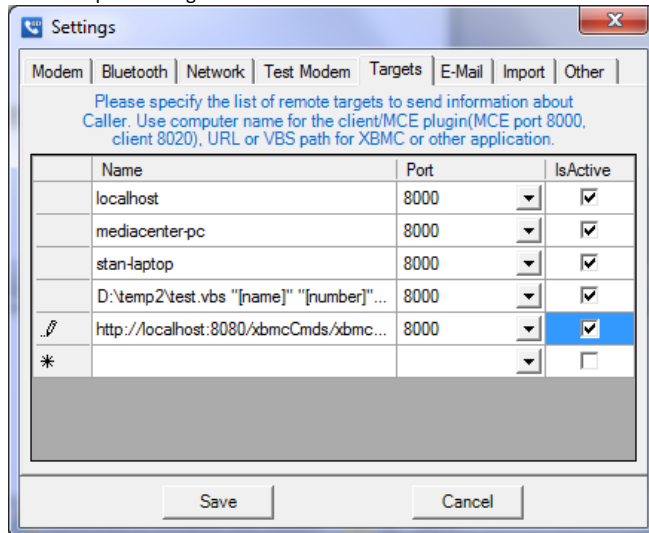 Settings
Modem Bluetooth Network Test Modem Targets E-Mail Import Other
Please specify the list of remote targets to send information about
Caller. Use computer name for the client/MCE plugin(MCE port 8000,
client 8020), URL or VBS path for XBMC or other application.
Name Port IsActive
localhost 8000
mediacenter-pc 8000
stan-laptop 8000
D:\temp2\test.vbs "[name]" "[number]"... 8000
http://localhost:8080/xbmcCmds/xbmc... 8000
Save Cancel